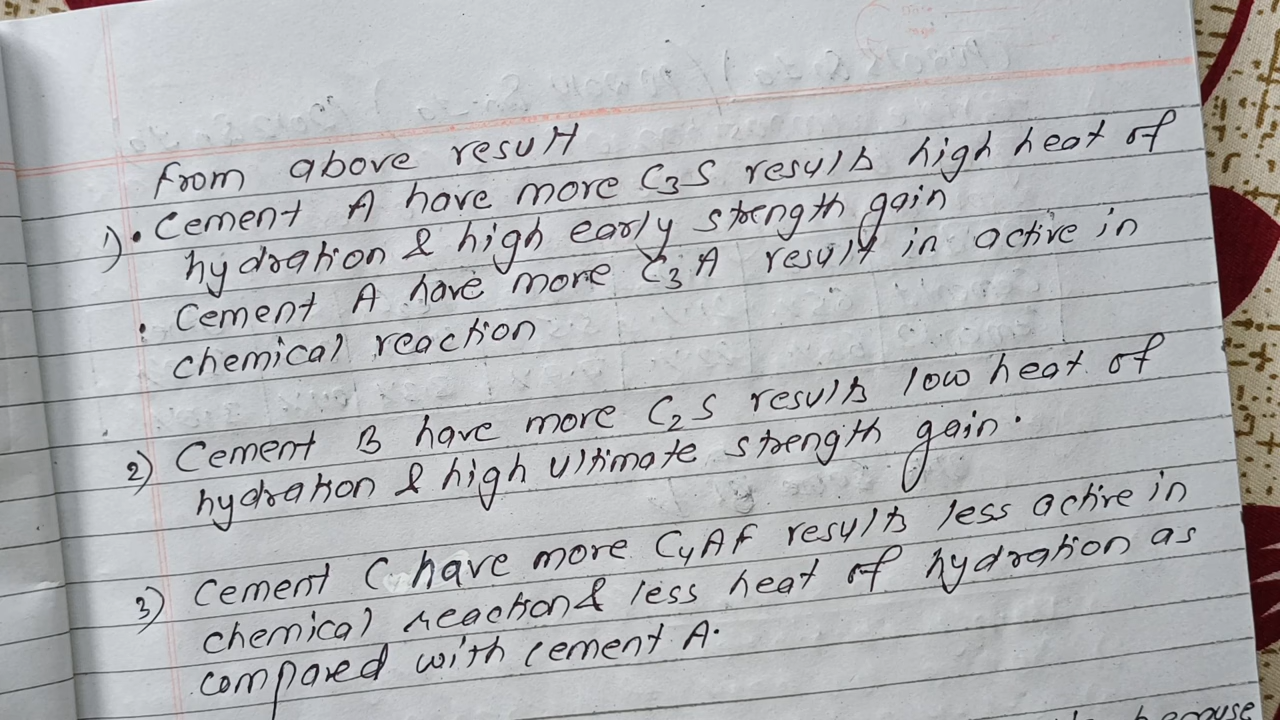 from above result
1). • Cement A have more C₃S results high heat of
hydration & high early strength gain
• Cement A have more C₃A result in active in
chemical reaction
2) Cement B have more C₂S results low heat of
hydration & high ultimate strength gain.
3) Cement C have more C₄AF results less active in
chemical reaction & less heat of hydration as
compared with cement A.